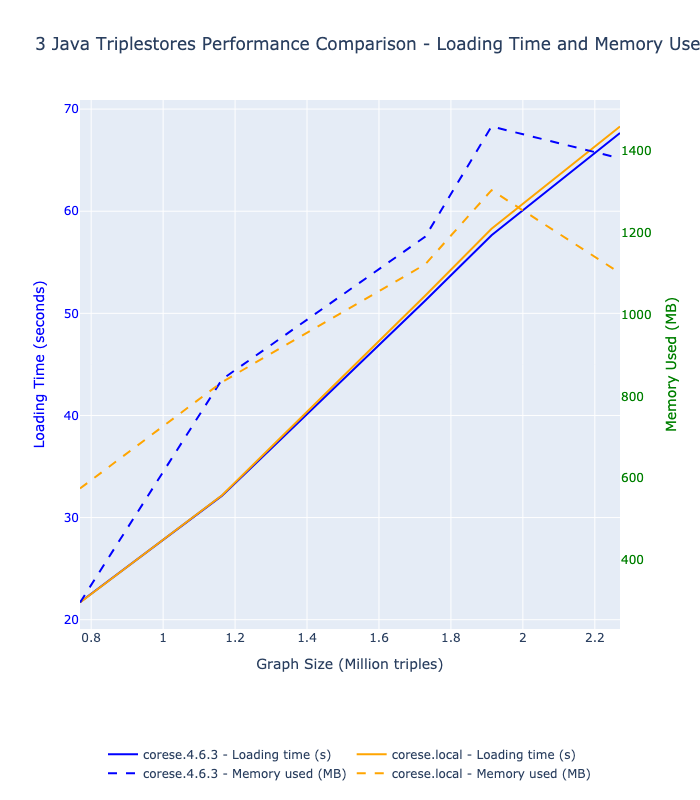 3 Java Triplestores Performance Comparison - Loading Time and Memory Use
70
60
50
40
30
20
Loading Time (seconds)
1400
1200
1000
800
600
400
Memory Used (MB)
0.8 1 1.2 1.4 1.6 1.8 2 2.2
Graph Size (Million triples)
corese.4.6.3 - Loading time (s) corese.local - Loading time (s)
corese.4.6.3 - Memory used (MB) corese.local - Memory used (MB)